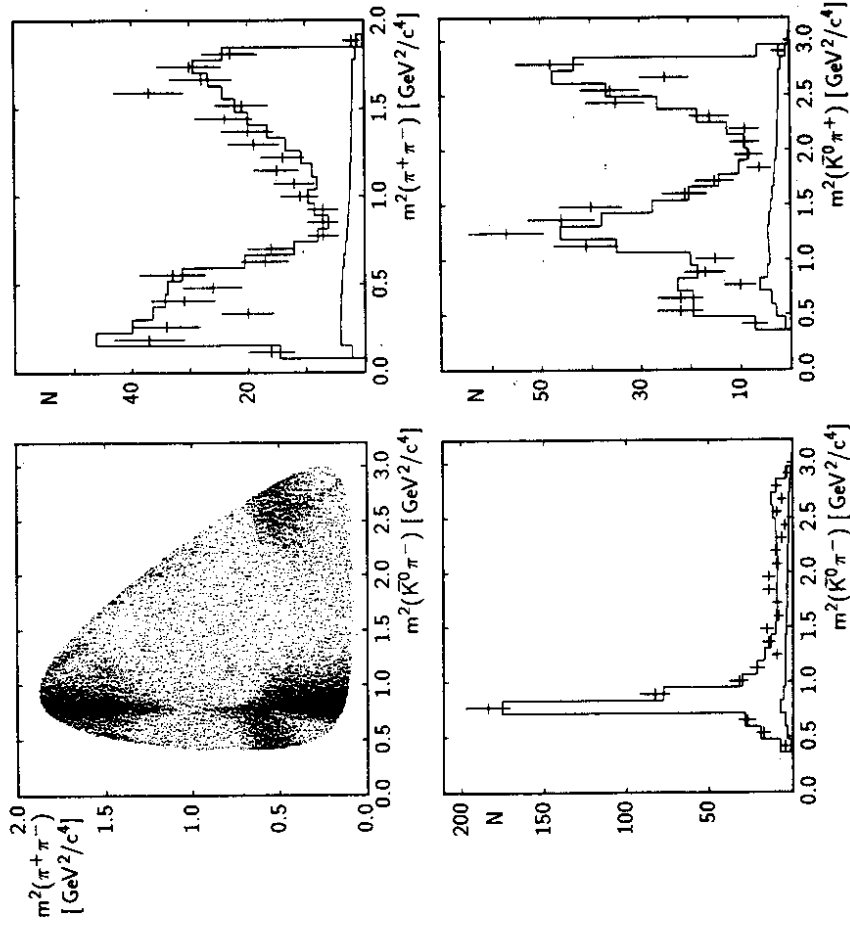 m²(π⁺π⁻)
[ GeV²/c⁴]
2.0
1.5
1.0
0.5
0.0
0.0 0.5 1.0 1.5 2.0 2.5 3.0
m²(K̄⁰π⁻) [ GeV²/c⁴]
N
40
20
0.0 0.5 1.0 1.5 2.0
m²(π⁺π⁻) [ GeV²/c⁴]
200
N
150
100
50
0.0 0.5 1.0 1.5 2.0 2.5 3.0
m²(K̄⁰π⁻) [ GeV²/c⁴]
N
50
30
10
0.0 0.5 1.0 1.5 2.0 2.5 3.0
m²(K̄⁰π⁺) [ GeV²/c⁴]